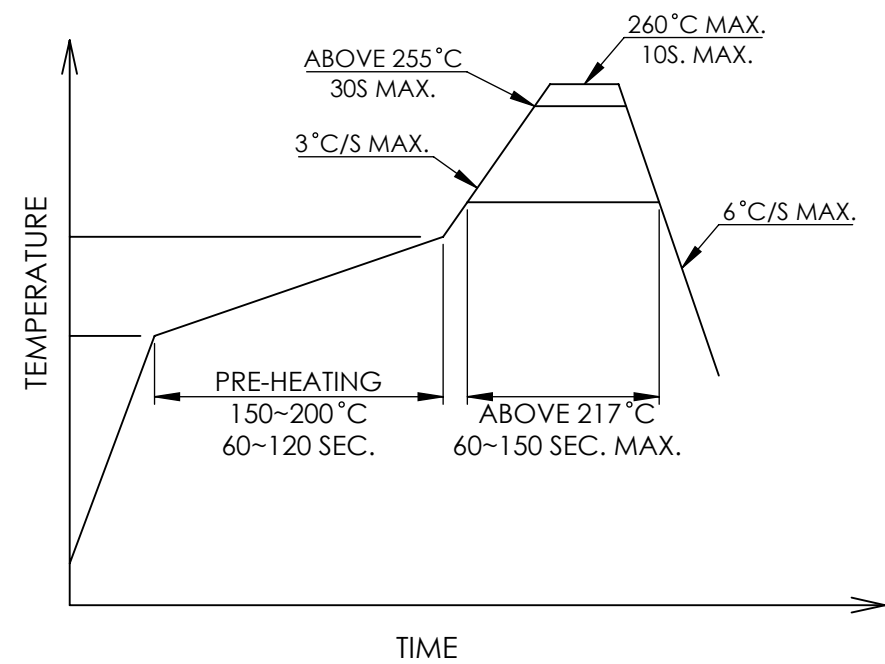 260°C MAX.
10S. MAX.
ABOVE 255°C
30S MAX.
3°C/S MAX.
6°C/S MAX.
TEMPERATURE
PRE-HEATING
150~200°C
60~120 SEC.
ABOVE 217°C
60~150 SEC. MAX.
TIME